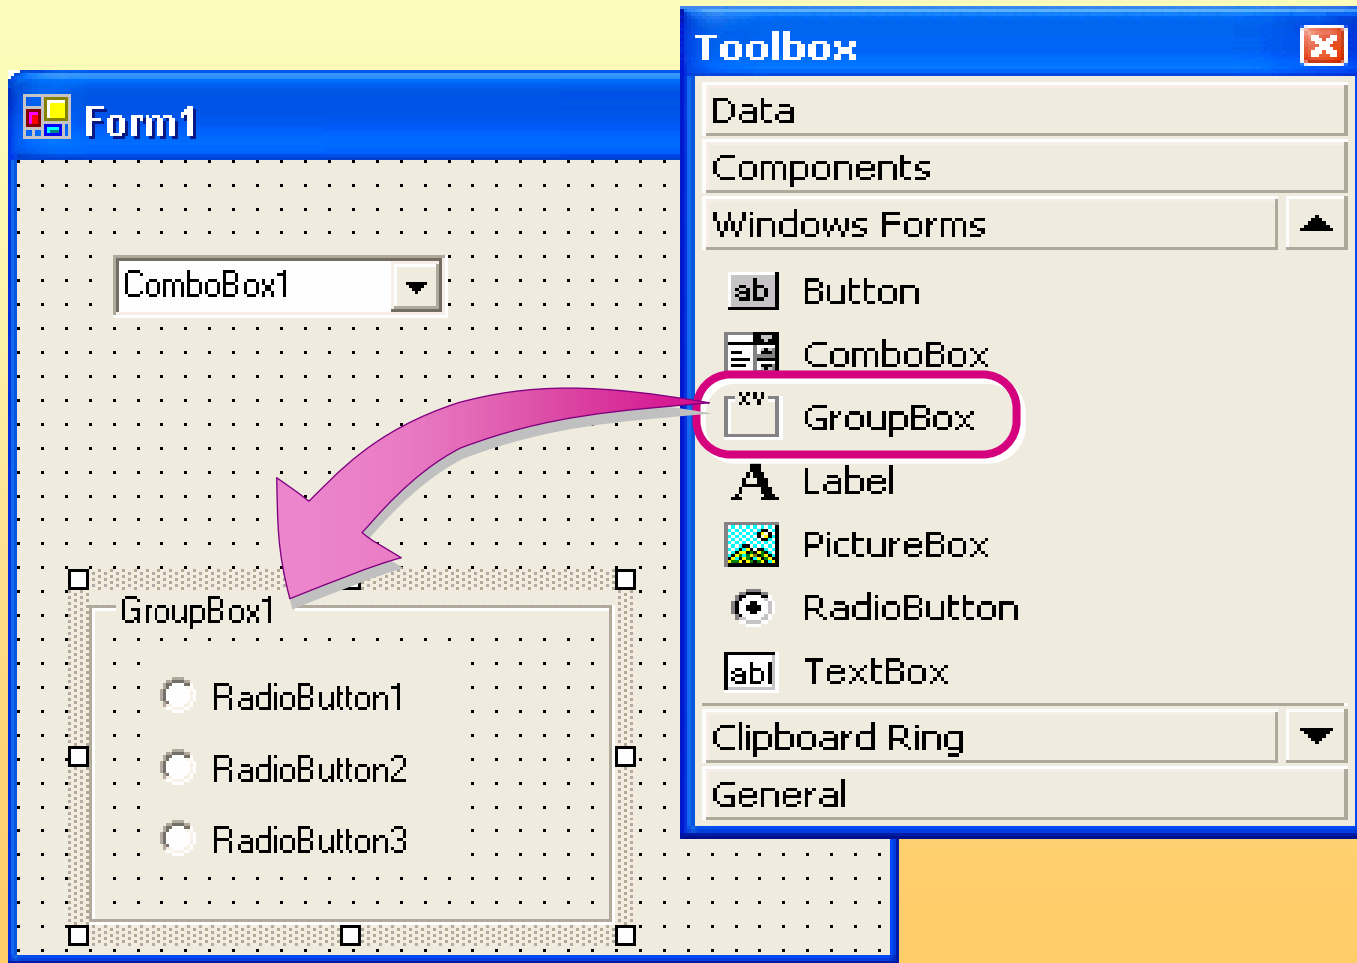 Form1
ComboBox1
GroupBox1
RadioButton1
RadioButton2
RadioButton3
Toolbox
Data
Components
Windows Forms
ab Button
ComboBox
xy GroupBox
A Label
PictureBox
RadioButton
abl TextBox
Clipboard Ring
General